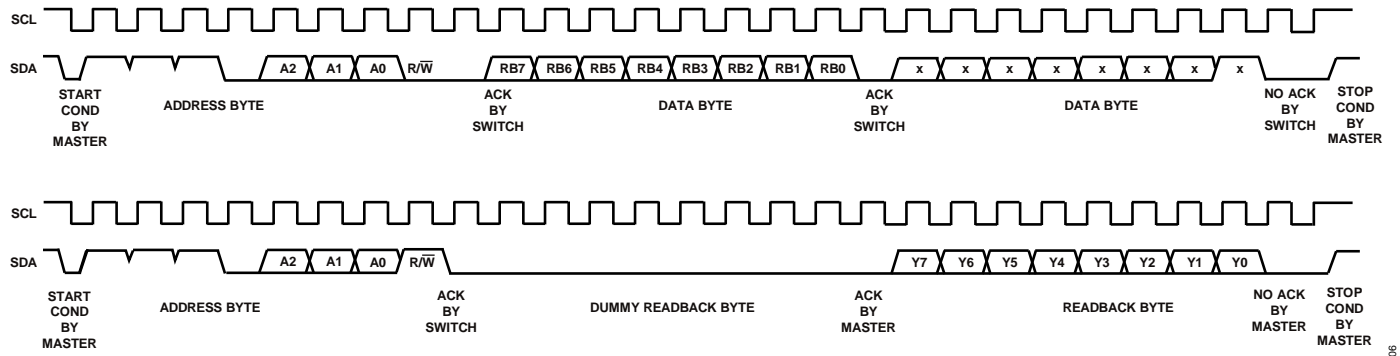 SCL
SDA A2 A1 A0 R/W RB7 RB6 RB5 RB4 RB3 RB2 RB1 RB0 x x x x x x x x
START COND BY MASTER
ADDRESS BYTE
ACK BY SWITCH
DATA BYTE
ACK BY SWITCH
DATA BYTE
NO ACK BY SWITCH
STOP COND BY MASTER
SCL
SDA A2 A1 A0 R/W Y7 Y6 Y5 Y4 Y3 Y2 Y1 Y0
START COND BY MASTER
ADDRESS BYTE
ACK BY SWITCH
DUMMY READBACK BYTE
ACK BY MASTER
READBACK BYTE
NO ACK BY MASTER
STOP COND BY MASTER
06